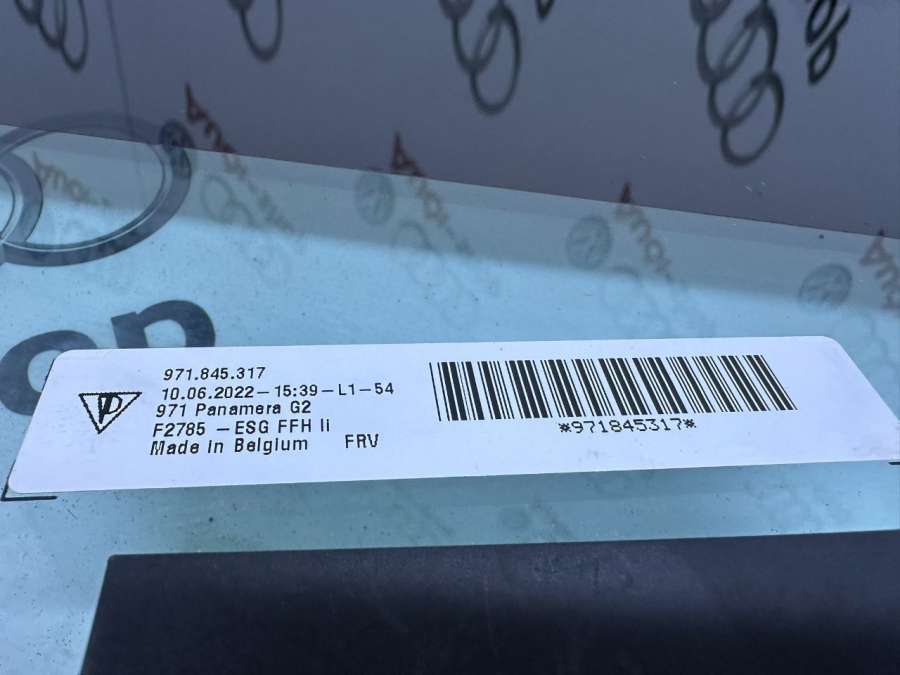 971.845.317
10.06.2022-15:39-L1-54
971 Panamera G2
F2785 -ESG FFH li
Made in Belgium FRV
*971845317*